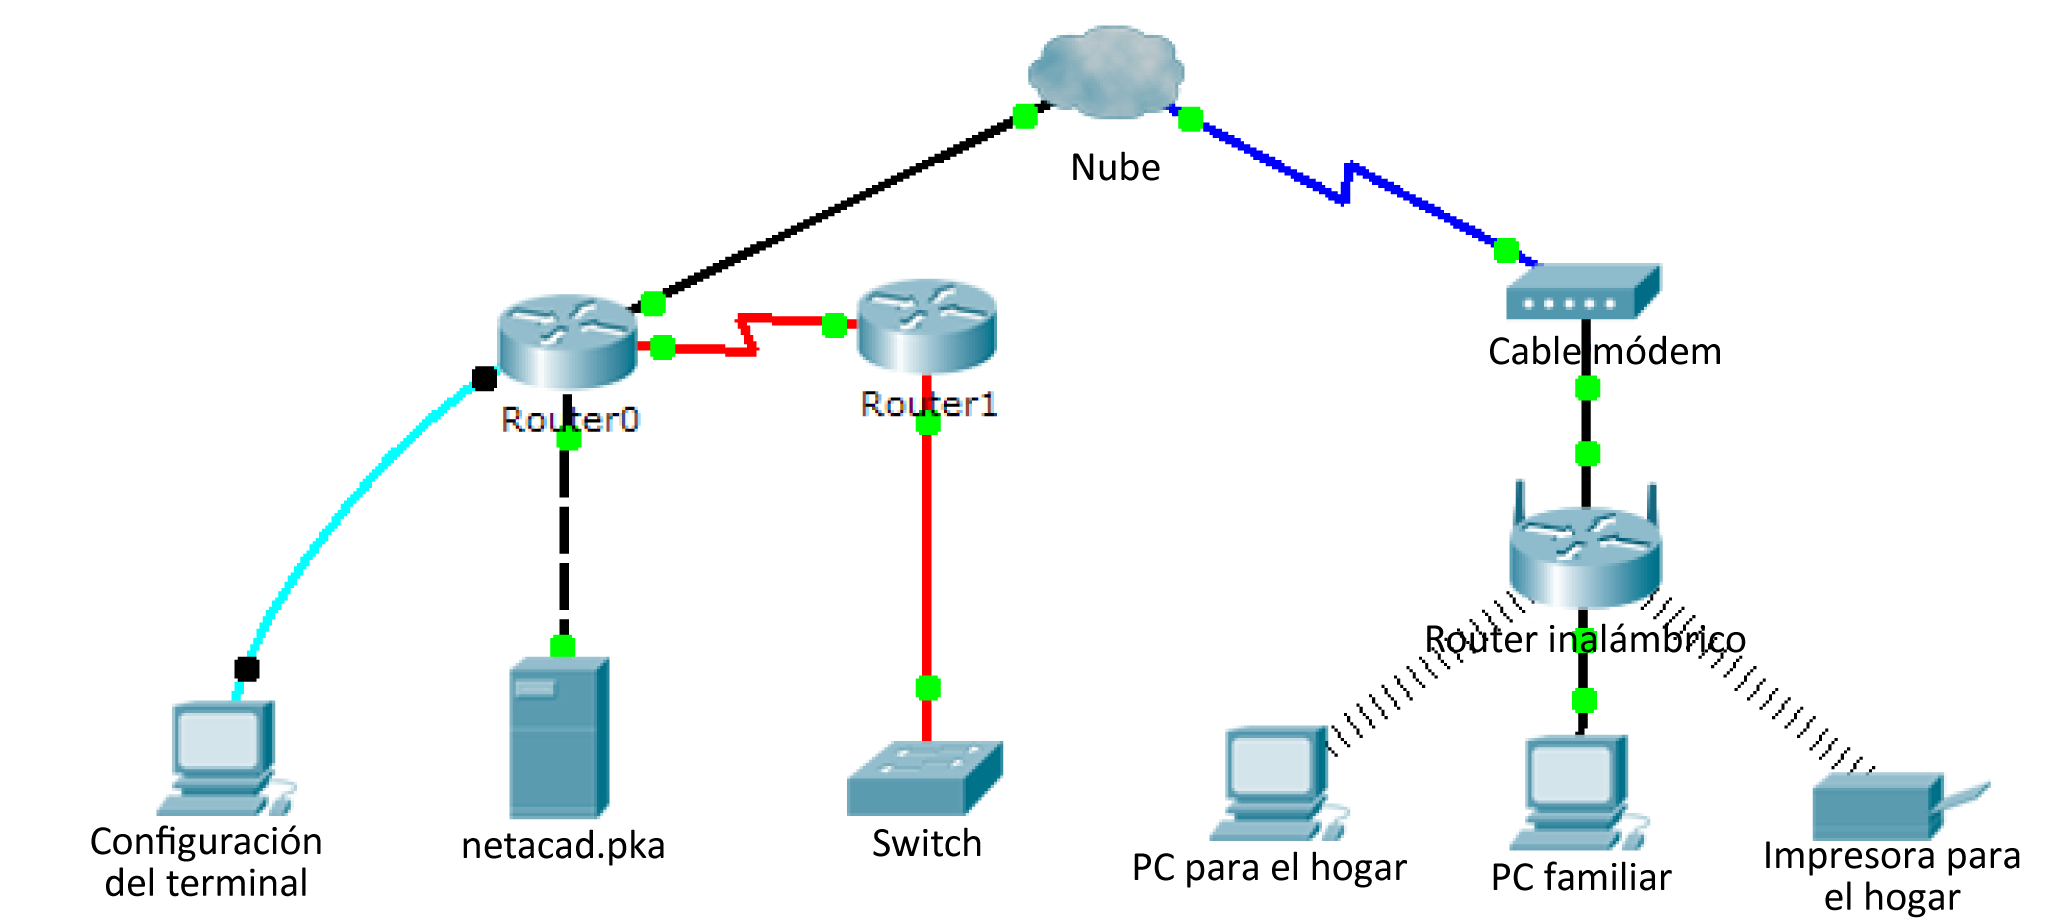 Nube
Router0
Router1
Cable módem
Router inalámbrico
Configuración
del terminal
netacad.pka
Switch
PC para el hogar
PC familiar
Impresora para
el hogar